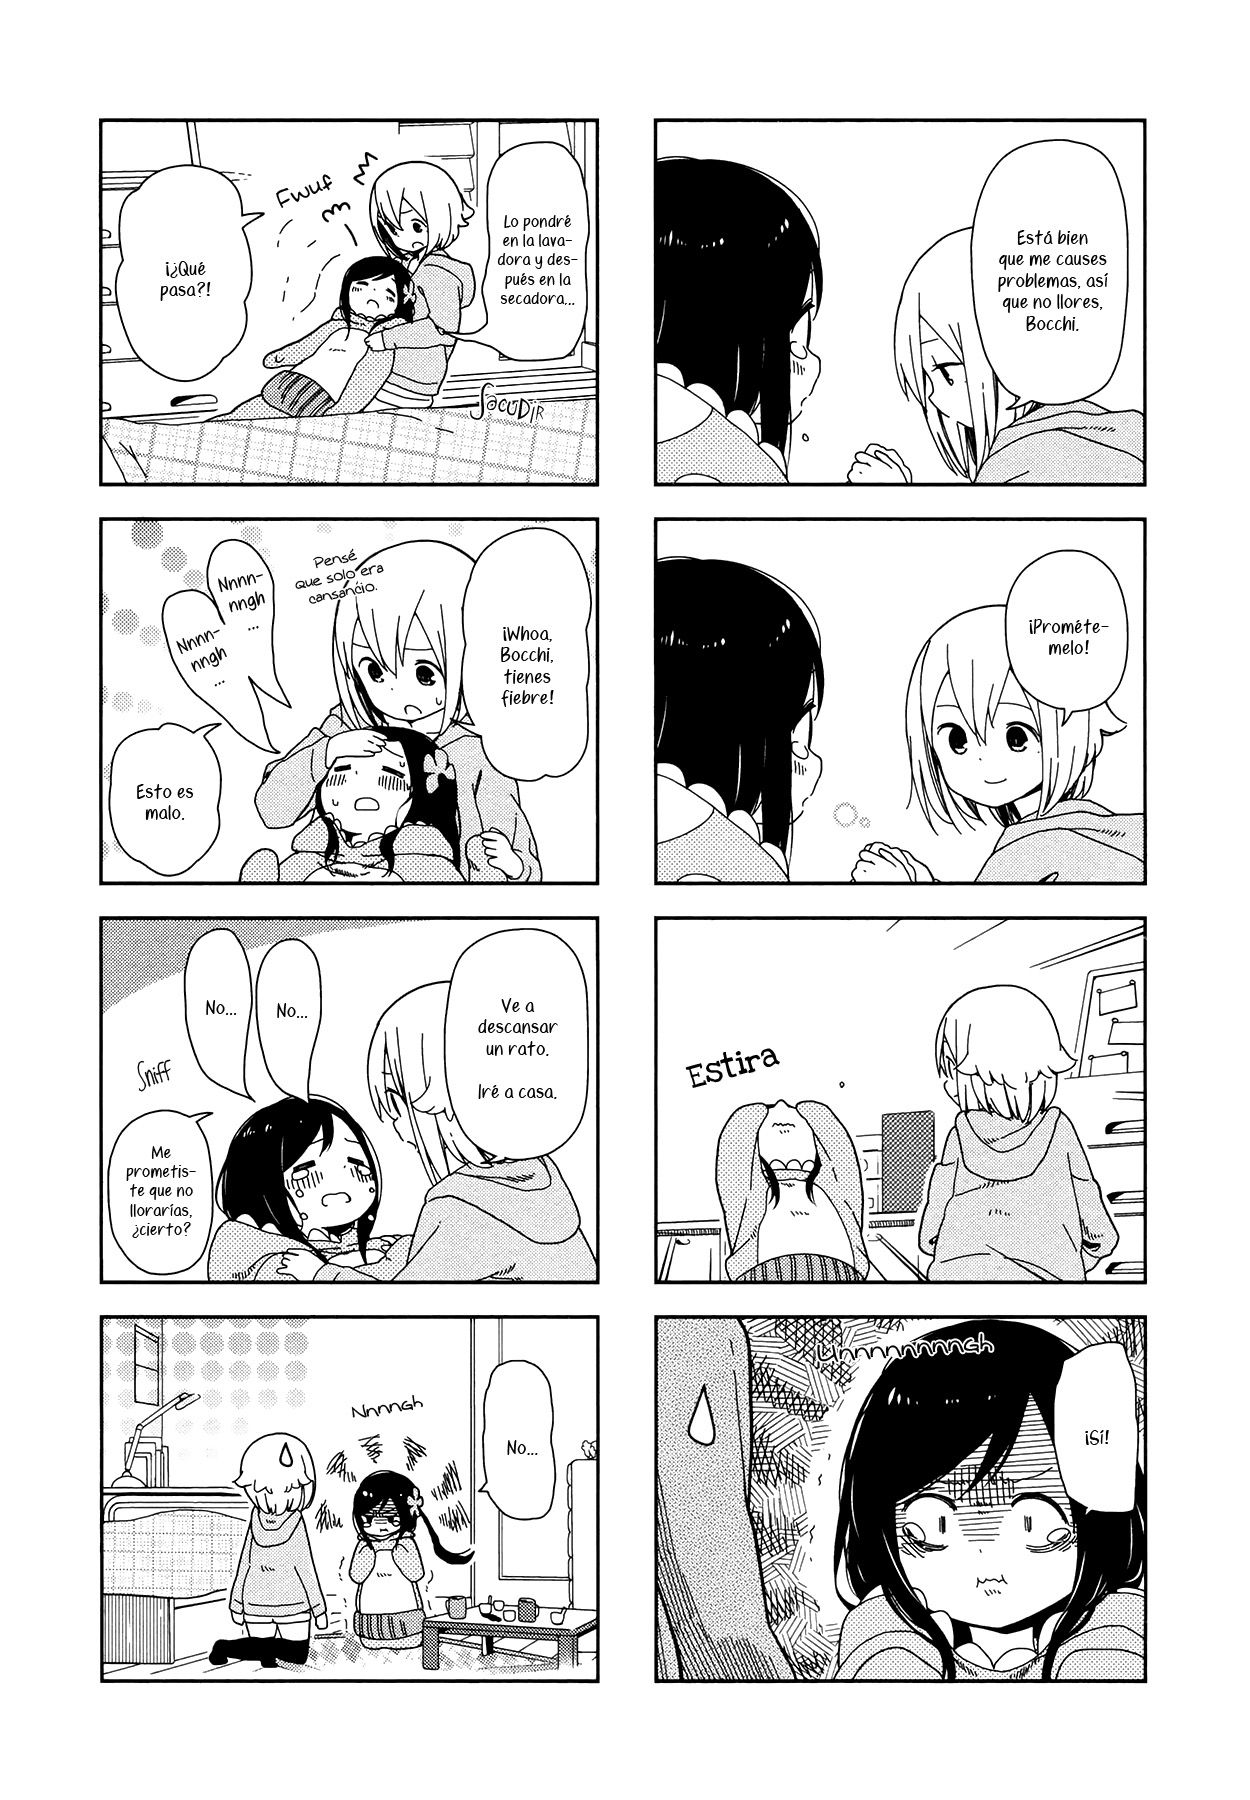 Está bien
que me causes
problemas, así
que no llores,
Bocchi.
¡Prométe-
melo!
Estira
Unnnnnnnnngh
¡Sí!
Lo pondré
en la lava-
dora y des-
pués en la
secadora...
Fwuf
¡¿Qué
pasa?!
SacuDIR
¡Whoa,
Bocchi,
tienes
fiebre!
Pensé
que solo era
cansancio.
Nnnn-
nngh
...
Nnnn-
nngh
...
Esto es
malo.
Ve a
descansar
un rato.
Iré a casa.
No...
No...
Sniff
Me
prometis-
te que no
llorarías,
¿cierto?
No...
Nnnngh